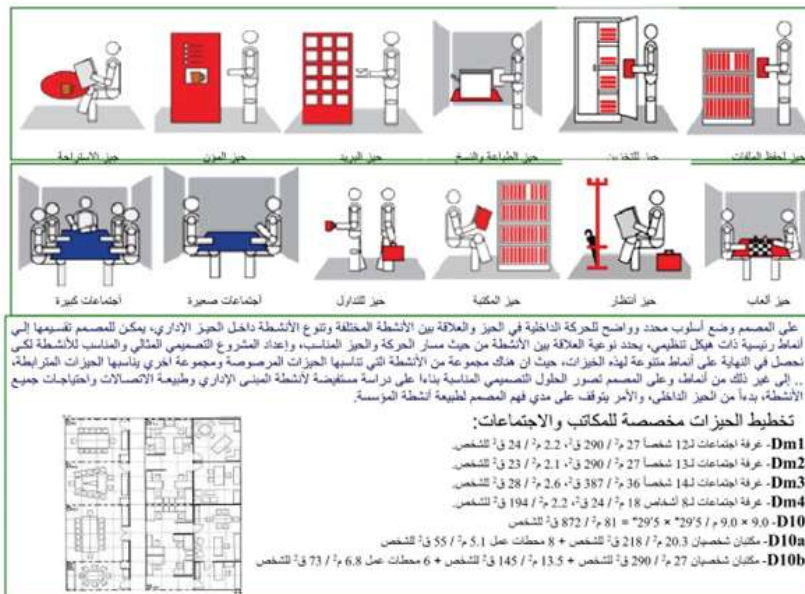 حيز الاستراحة
حيز المزن
حيز البريد
حيز الطباعة والنسخ
حيز للتخزين
حيز لحفظ الملفات
أجتماعات كبيرة
أجتماعات صغيرة
حيز للتداول
حيز المكتبة
حيز أنتظار
حيز ألعاب
على المصمم وضع أسلوب محدد وواضح للحركة الداخلية في الحيز والعلاقة بين الأنشطة المختلفة وتنوع الأنشطة داخل الحيز الإداري، يمكن للمصمم تقسيمها إلي
أنماط رئيسية ذات هيكل تنظيمي، يحدد نوعية العلاقة بين الأنشطة من حيث مسار الحركة والحيز المناسب، وإعداد المشروع التصميمي المثالي والمناسب للأنشطة لكي
نحصل في النهاية على أنماط متنوعة لهذه الخيزات، حيث ان هناك مجموعة من الأنشطة التي تناسبها الحيزات المرصوصة ومجموعة اخري يناسبها الحيزات المترابطة،
.. إلى غير ذلك من أنماط، وعلى المصمم تصور الحلول التصميمي المناسبة بناءا على دراسة مستفيضة لأنشطة المبنى الإداري وطبيعة الاتصالات واحتياجات جميع
الأنشطة، بدءاً من الحيز الداخلى، والأمر يتوقف على مدي فهم المصمم لطبيعة أنشطة المؤسسة.
تخطيط الحيزات مخصصة للمكاتب والاجتماعات:
Dm1- غرفة اجتماعات لـ12 شخصاً 27 م² / 290 ق²، 2.2 م² / 24 ق² للشخص.
Dm2- غرفة اجتماعات لـ13 شخصاً 27 م² / 290 ق²، 2.1 م² / 23 ق² للشخص.
Dm3- غرفة اجتماعات لـ14 شخصاً 36 م² / 387 ق²، 2.6 م² / 28 ق² للشخص.
Dm4- غرفة اجتماعات لـ8 أشخاص 18 م² / 24 ق²، 2.2 م² / 194 ق² للشخص.
D10- 9.0 × 9.0 م / 29'5" × 29'5" = 81 م² / 872 ق² للشخص
D10a- مكتبان شخصيان 20.3 م² / 218 ق² للشخص + 8 محطات عمل 5.1 م² / 55 ق² للشخص
D10b- مكتبان شخصيان 27 م² / 290 ق² للشخص + 13.5 م² / 145 ق² للشخص + 6 محطات عمل 6.8 م² / 73 ق² للشخص